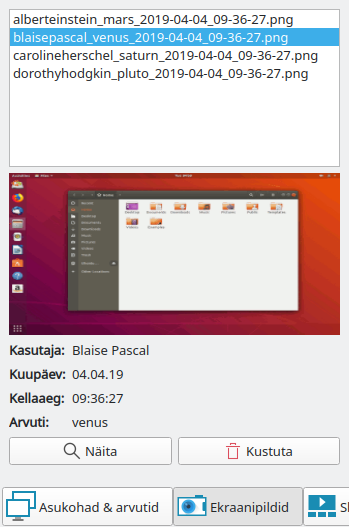 alberteinstein_mars_2019-04-04_09-36-27.png
blaisepascal_venus_2019-04-04_09-36-27.png
carolineherschel_saturn_2019-04-04_09-36-27.png
dorothyhodgkin_pluto_2019-04-04_09-36-27.png
Kasutaja: Blaise Pascal
Kuupäev: 04.04.19
Kellaaeg: 09:36:27
Arvuti: venus
Näita Kustuta
Asukohad & arvutid Ekraanipildid